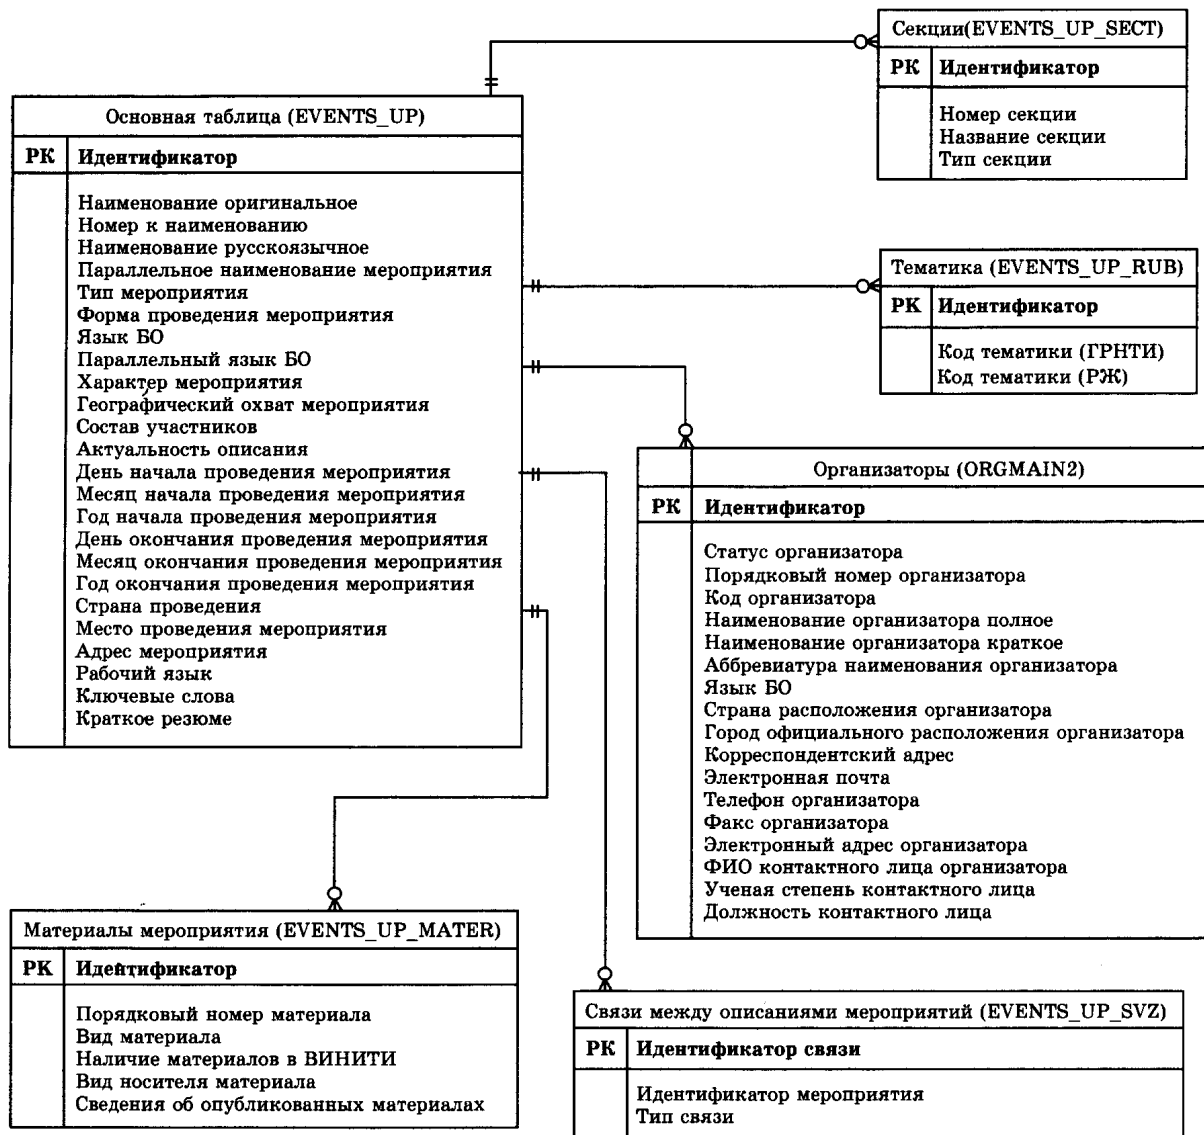 Секции(EVENTS_UP_SECT)
PK Идентификатор
Номер секции
Название секции
Тип секции
Основная таблица (EVENTS_UP)
PK Идентификатор
Наименование оригинальное
Номер к наименованию
Наименование русскоязычное
Параллельное наименование мероприятия
Тип мероприятия
Форма проведения мероприятия
Язык БО
Параллельный язык БО
Характер мероприятия
Географический охват мероприятия
Состав участников
Актуальность описания
День начала проведения мероприятия
Месяц начала проведения мероприятия
Год начала проведения мероприятия
День окончания проведения мероприятия
Месяц окончания проведения мероприятия
Год окончания проведения мероприятия
Страна проведения
Место проведения мероприятия
Адрес мероприятия
Рабочий язык
Ключевые слова
Краткое резюме
Тематика (EVENTS_UP_RUB)
PK Идентификатор
Код тематики (ГРНТИ)
Код тематики (РЖ)
Организаторы (ORGMAIN2)
PK Идентификатор
Статус организатора
Порядковый номер организатора
Код организатора
Наименование организатора полное
Наименование организатора краткое
Аббревиатура наименования организатора
Язык БО
Страна расположения организатора
Город официального расположения организатора
Корреспондентский адрес
Электронная почта
Телефон организатора
Факс организатора
Электронный адрес организатора
ФИО контактного лица организатора
Ученая степень контактного лица
Должность контактного лица
Материалы мероприятия (EVENTS_UP_MATER)
PK Идентификатор
Порядковый номер материала
Вид материала
Наличие материалов в ВИНИТИ
Вид носителя материала
Сведения об опубликованных материалах
Связи между описаниями мероприятий (EVENTS_UP_SVZ)
PK Идентификатор связи
Идентификатор мероприятия
Тип связи